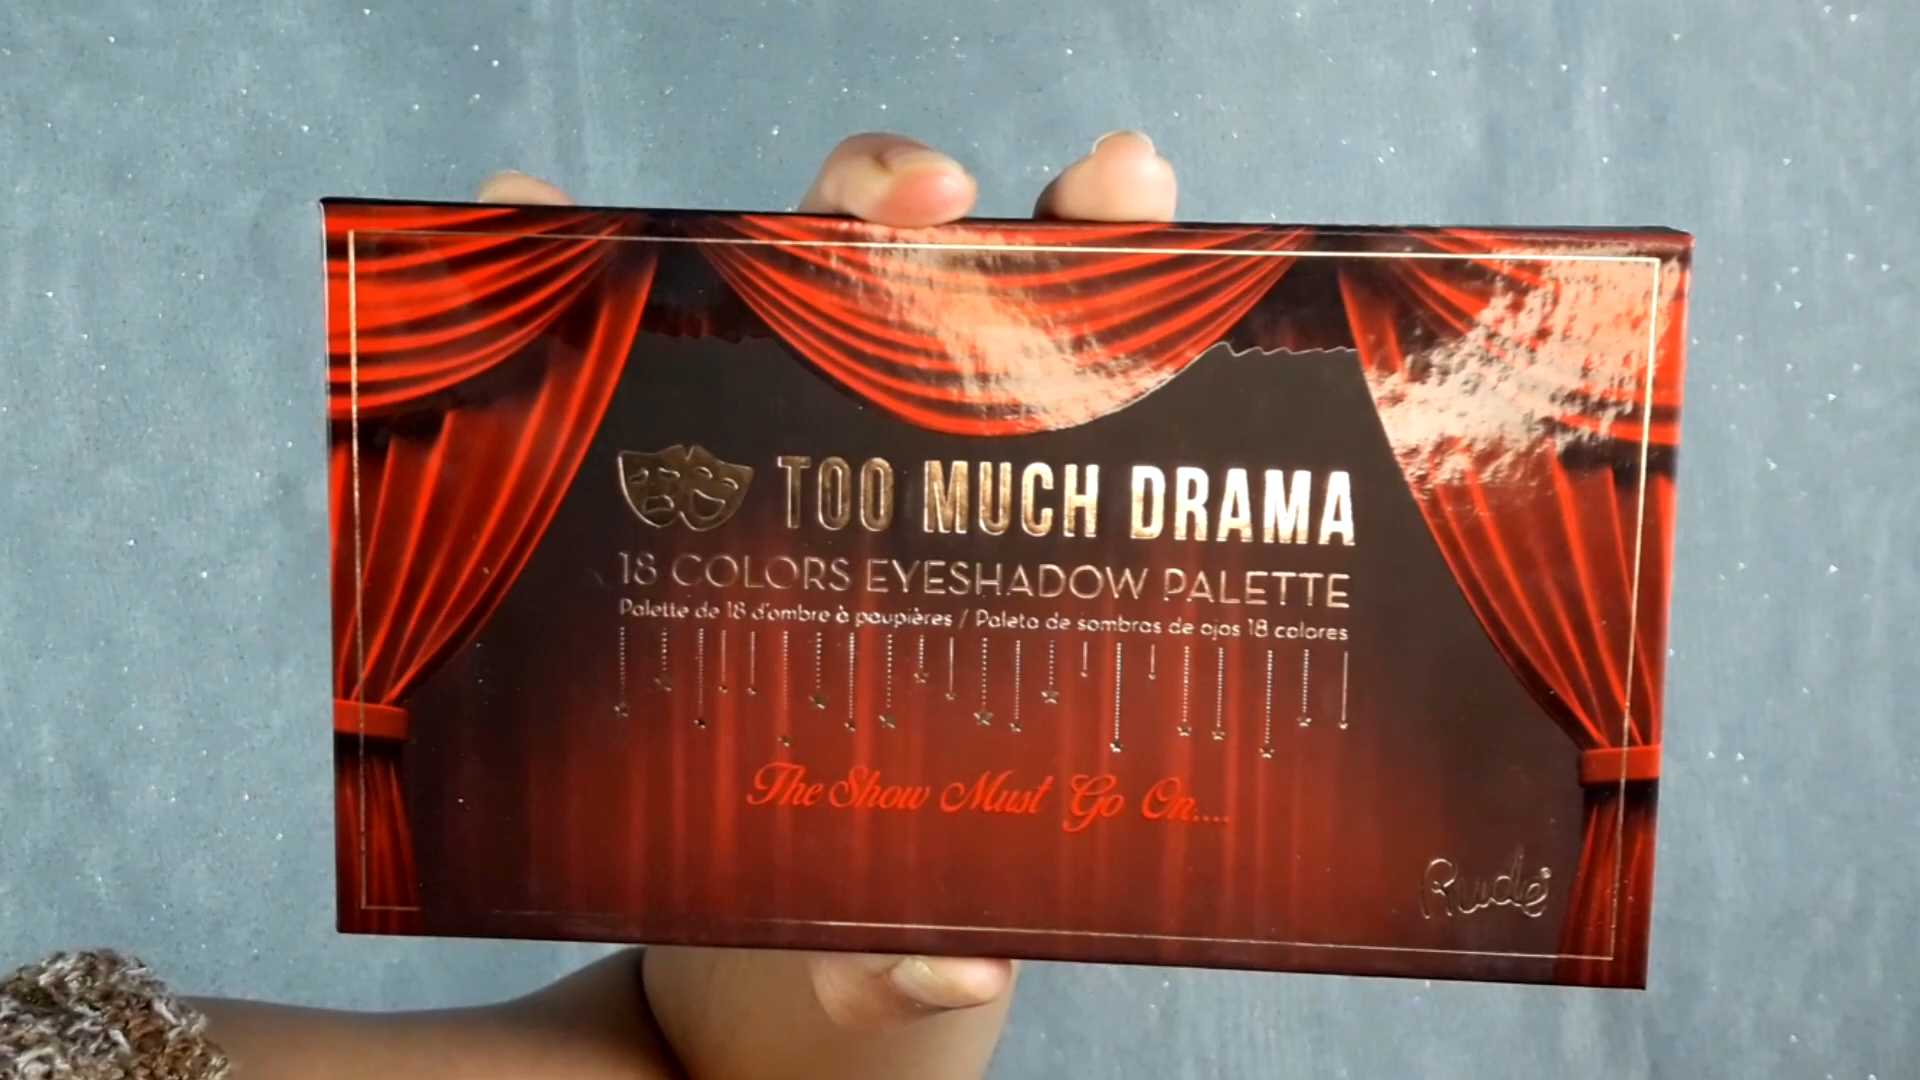 TOO MUCH DRAMA
18 COLORS EYESHADOW PALETTE
Palette de 18 d'ombre à paupières / Paleta de sombras de ojos 18 colores
The Show Must Go On....
Rude®